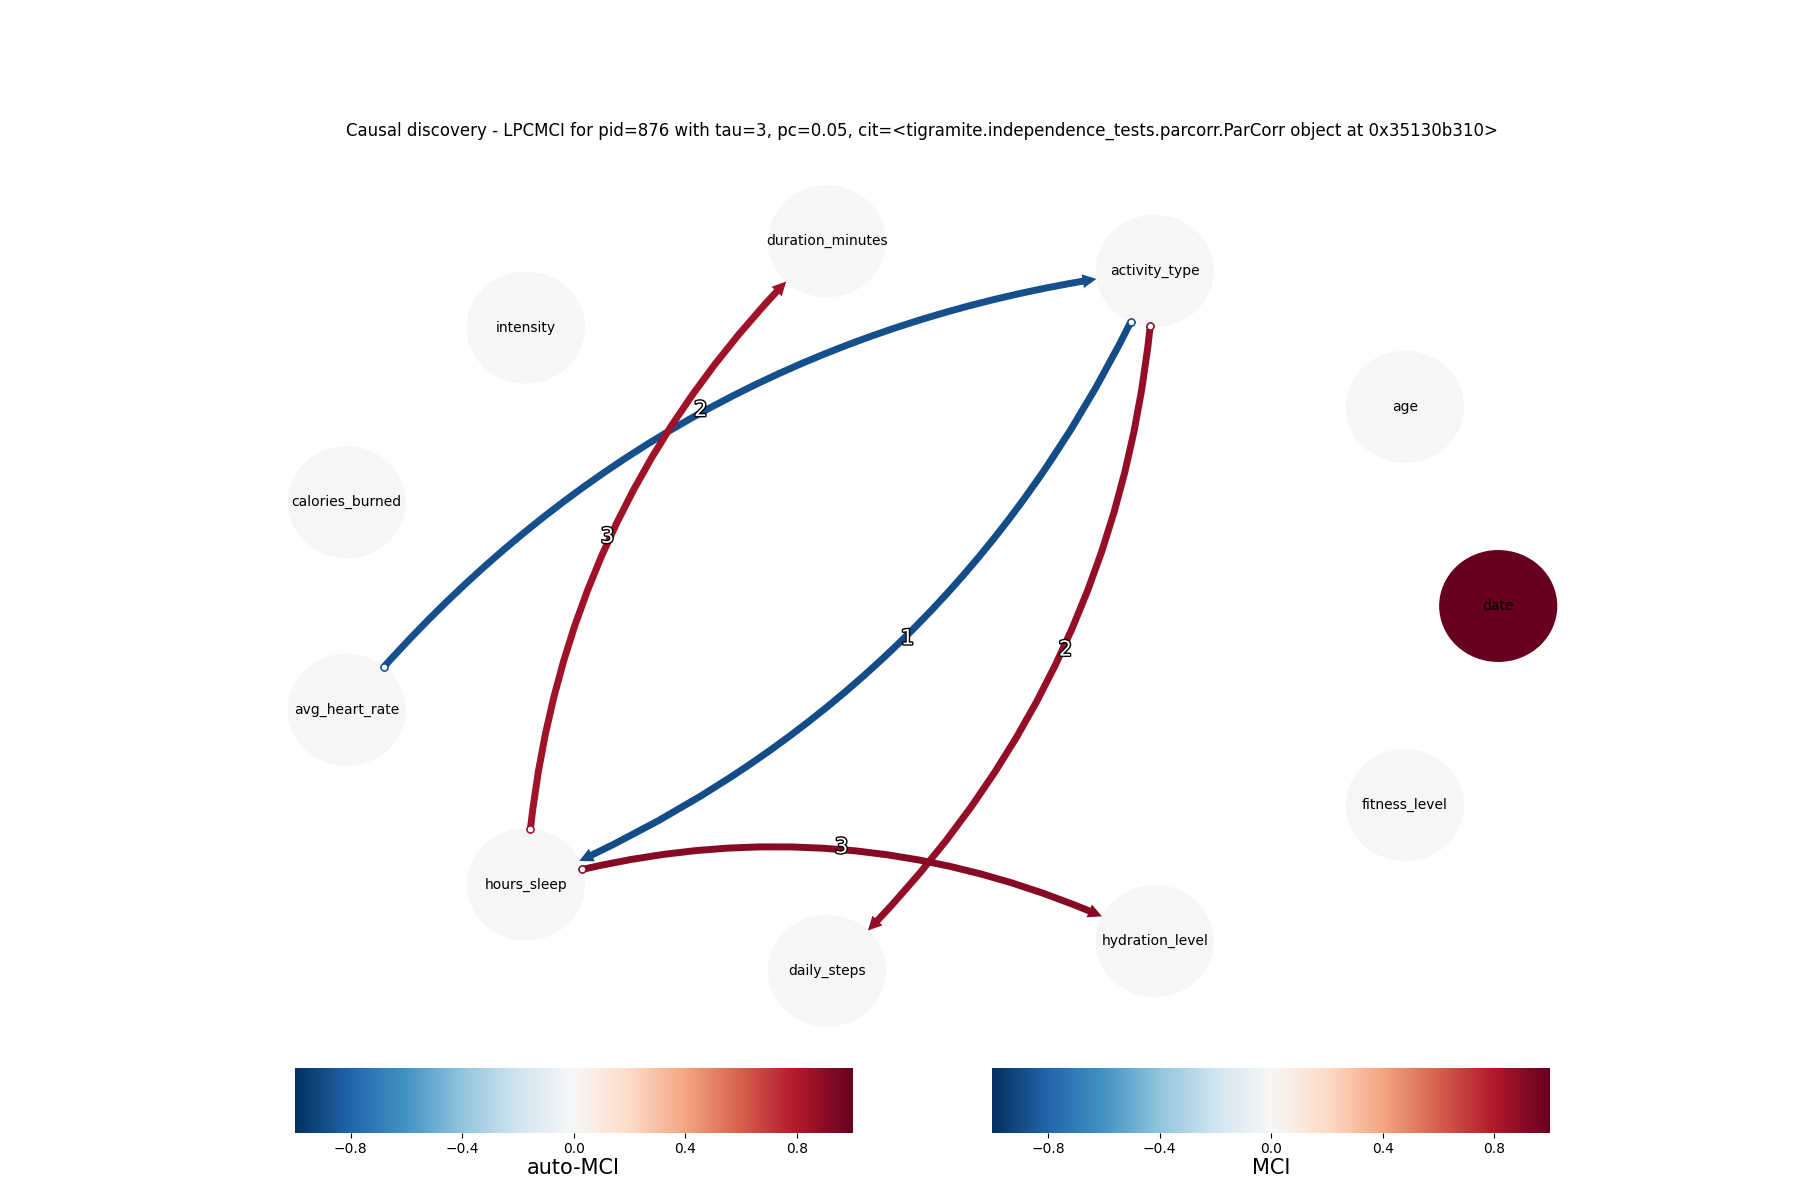 Causal discovery - LPCMCI for pid=876 with tau=3, pc=0.05, cit=<tigramite.independence_tests.parcorr.ParCorr object at 0x35130b310>
duration_minutes
activity_type
intensity
age
2
calories_burned
3
date
1
2
avg_heart_rate
fitness_level
3
hours_sleep
hydration_level
daily_steps
−0.8 −0.4 0.0 0.4 0.8
auto-MCI
−0.8 −0.4 0.0 0.4 0.8
MCI